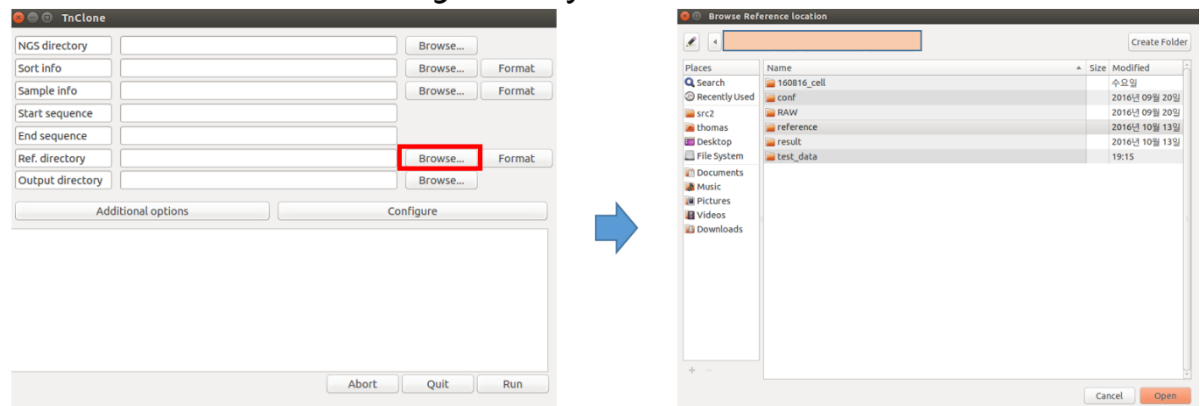 TnClone
NGS directory Browse...
Sort info Browse... Format
Sample info Browse... Format
Start sequence
End sequence
Ref. directory Browse... Format
Output directory Browse...
Additional options Configure
Abort Quit Run
Browse Reference location
Create Folder
Places Name Size Modified
Search 160816_cell 수요일
Recently Used conf 2016년 09월 20일
src2 RAW 2016년 09월 20일
thomas reference 2016년 10월 13일
Desktop result 2016년 10월 13일
File System test_data 19:15
Documents
Music
Pictures
Videos
Downloads
Cancel Open